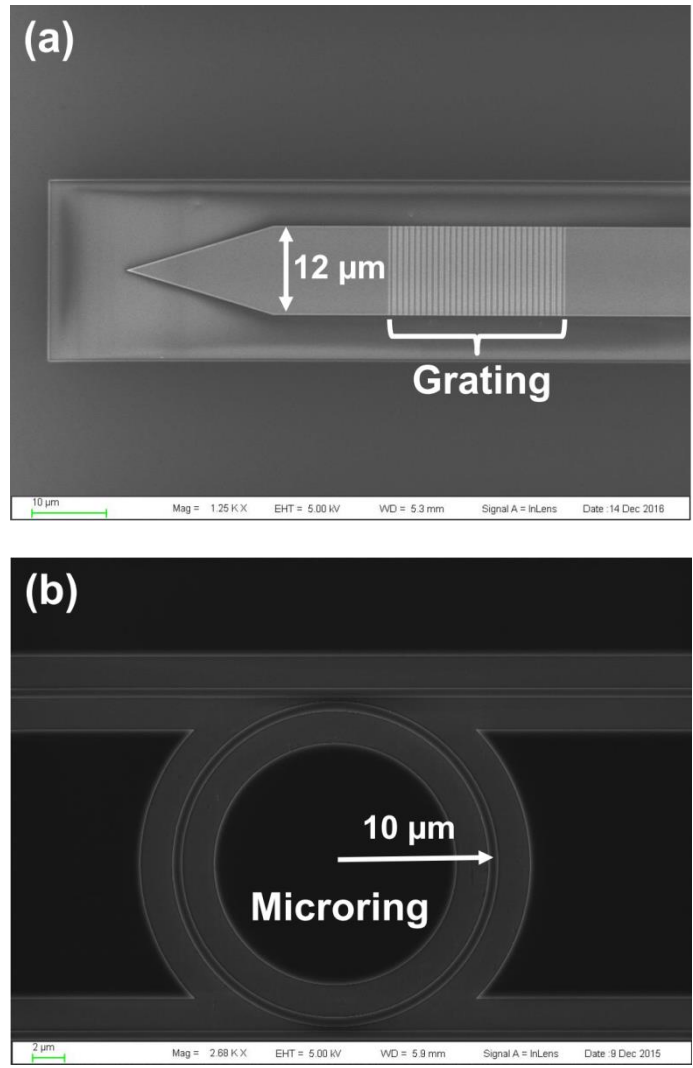 (a)
12 µm
Grating
10 µm
Mag = 1.25 K X EHT = 5.00 kV WD = 5.3 mm Signal A = InLens Date :14 Dec 2016
(b)
10 µm
Microring
2 µm
Mag = 2.68 K X EHT = 5.00 kV WD = 5.9 mm Signal A = InLens Date :9 Dec 2015